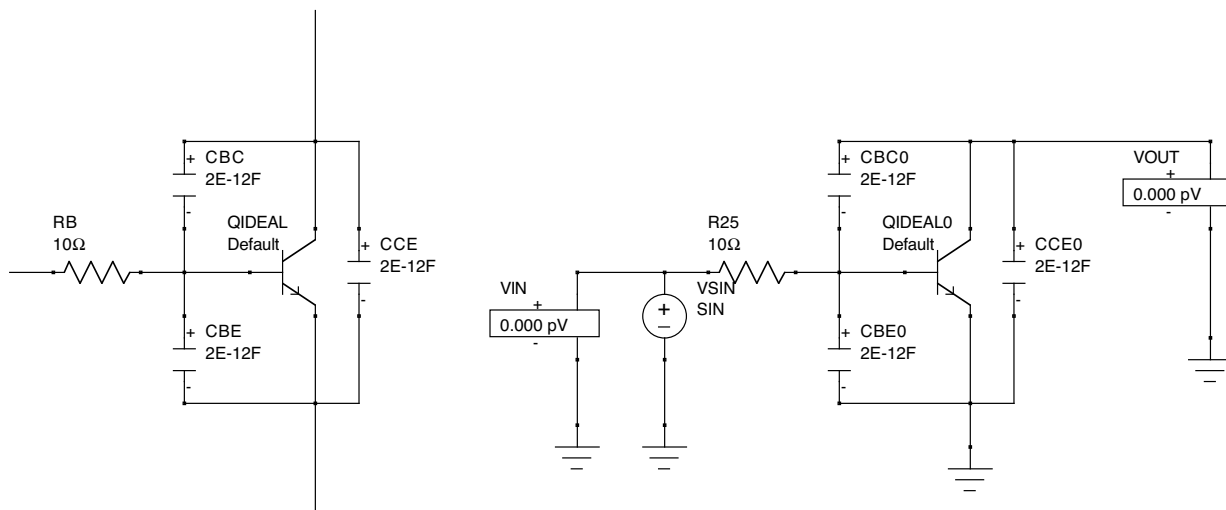 + CBC
2E-12F
-
RB
10Ω
QIDEAL
Default
+ CCE
2E-12F
-
+ CBE
2E-12F
-
VIN
+
0.000 pV
-
VSIN
SIN
+
−
R25
10Ω
+ CBC0
2E-12F
-
QIDEAL0
Default
+ CCE0
2E-12F
-
+ CBE0
2E-12F
-
VOUT
+
0.000 pV
-